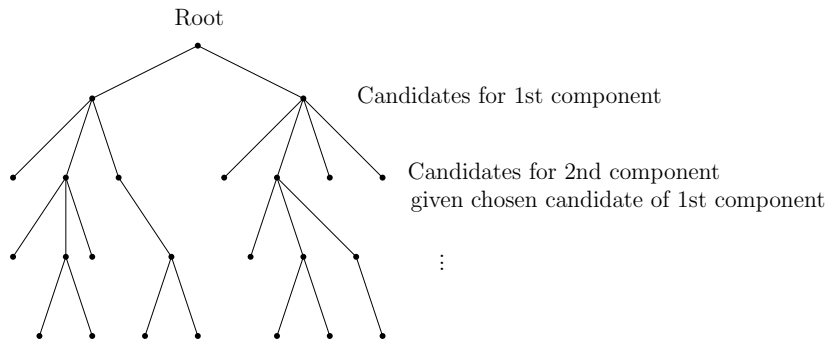 Root
Candidates for 1st component
Candidates for 2nd component
given chosen candidate of 1st component
⋮